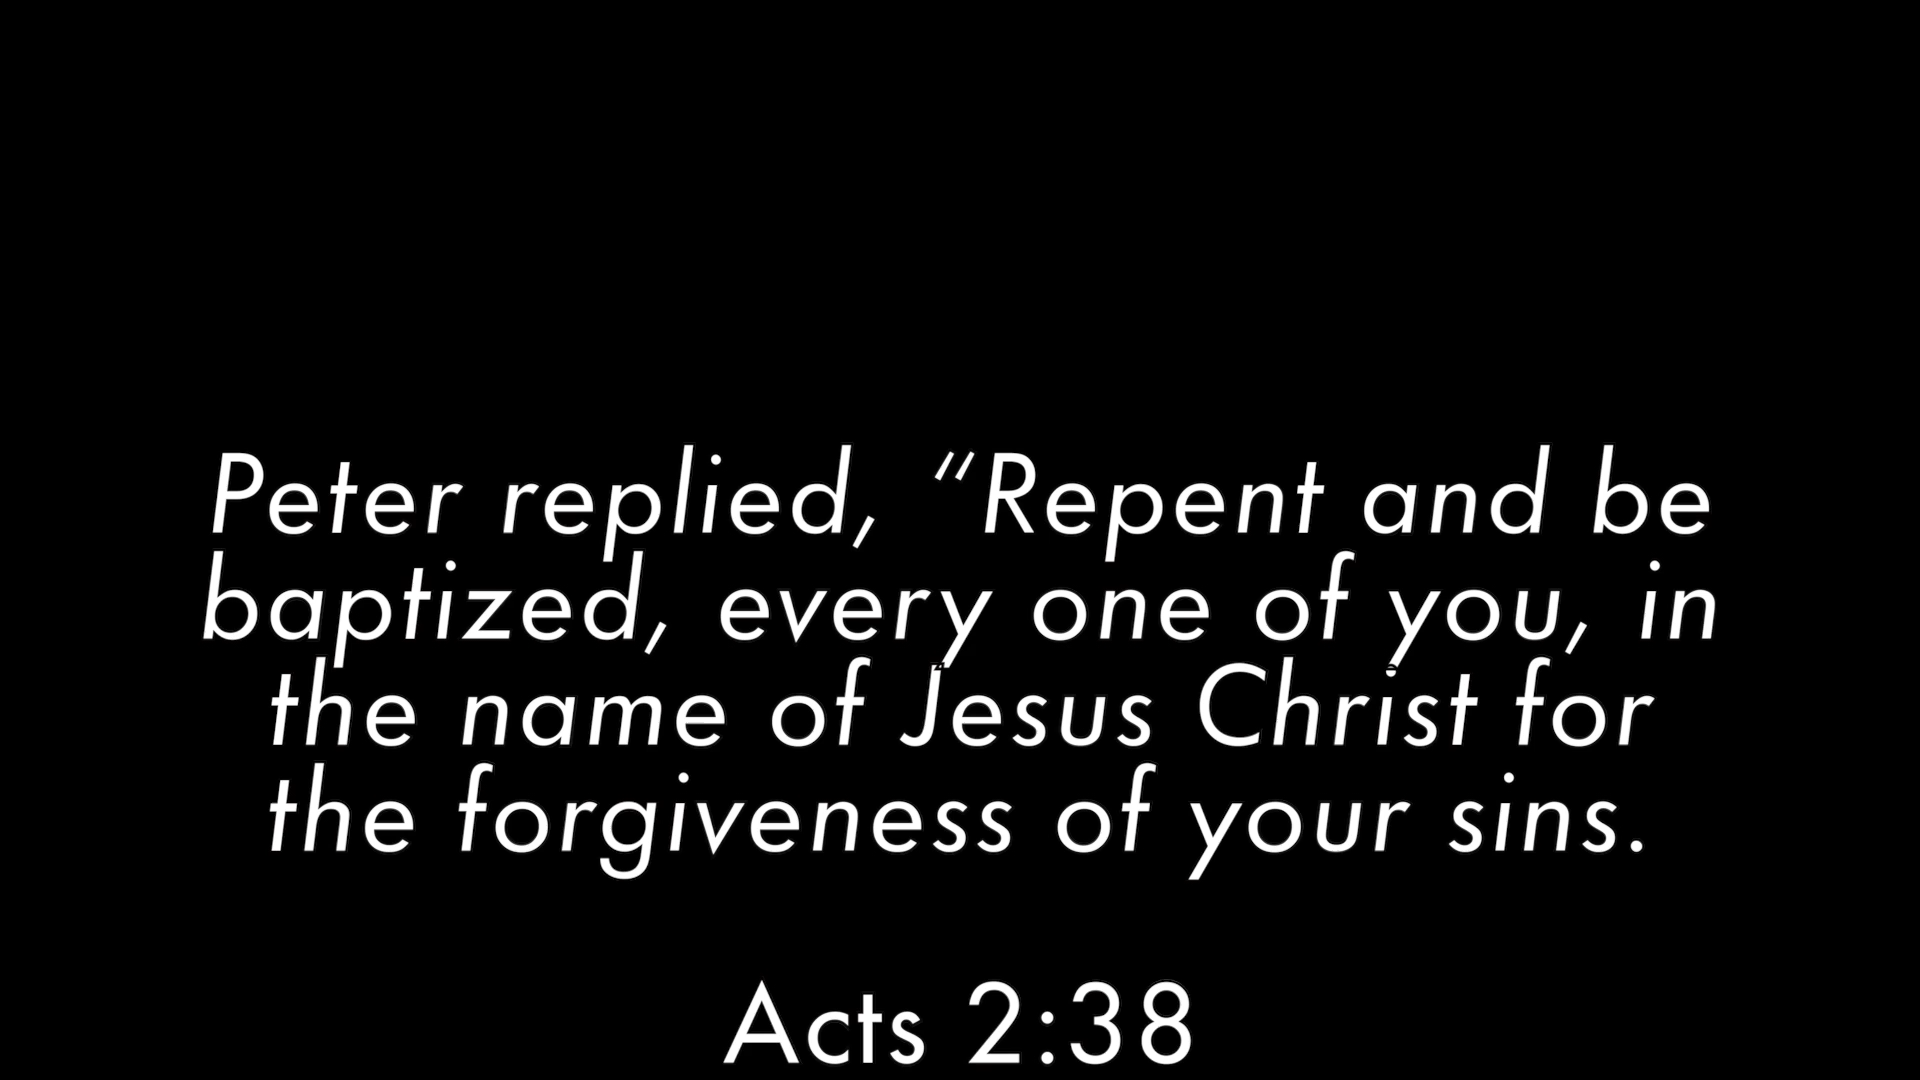 Peter replied, “Repent and be
baptized, every one of you, in
the name of Jesus Christ for
the forgiveness of your sins.
Acts 2:38